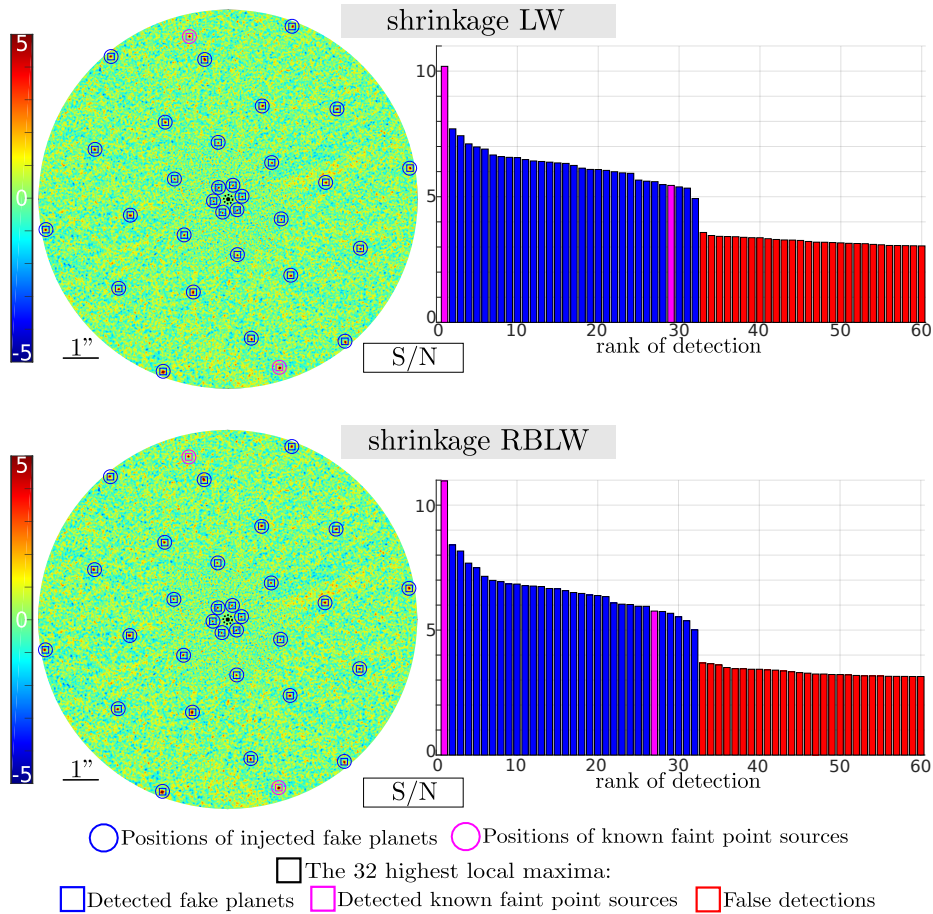 shrinkage LW
5
0
-5
1”
S/N
10
5
0
0
10
20
30
40
50
60
rank of detection
shrinkage RBLW
5
0
-5
1”
S/N
10
5
0
0
10
20
30
40
50
60
rank of detection
Positions of injected fake planets
Positions of known faint point sources
The 32 highest local maxima:
Detected fake planets
Detected known faint point sources
False detections